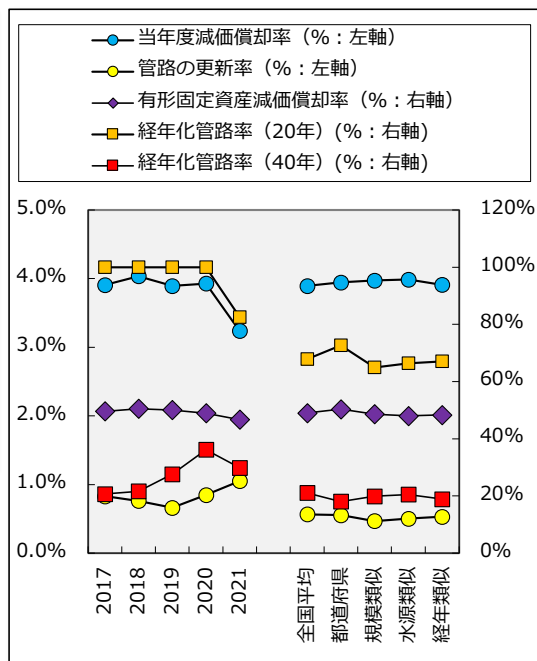 当年度減価償却率（%：左軸）
管路の更新率（%：左軸）
有形固定資産減価償却率（%：右軸）
経年化管路率（20年）(%：右軸)
経年化管路率（40年）(%：右軸)
5.0%
4.0%
3.0%
2.0%
1.0%
0.0%
120%
100%
80%
60%
40%
20%
0%
2017
2018
2019
2020
2021
全国平均
都道府県
規模類似
水源類似
経年類似